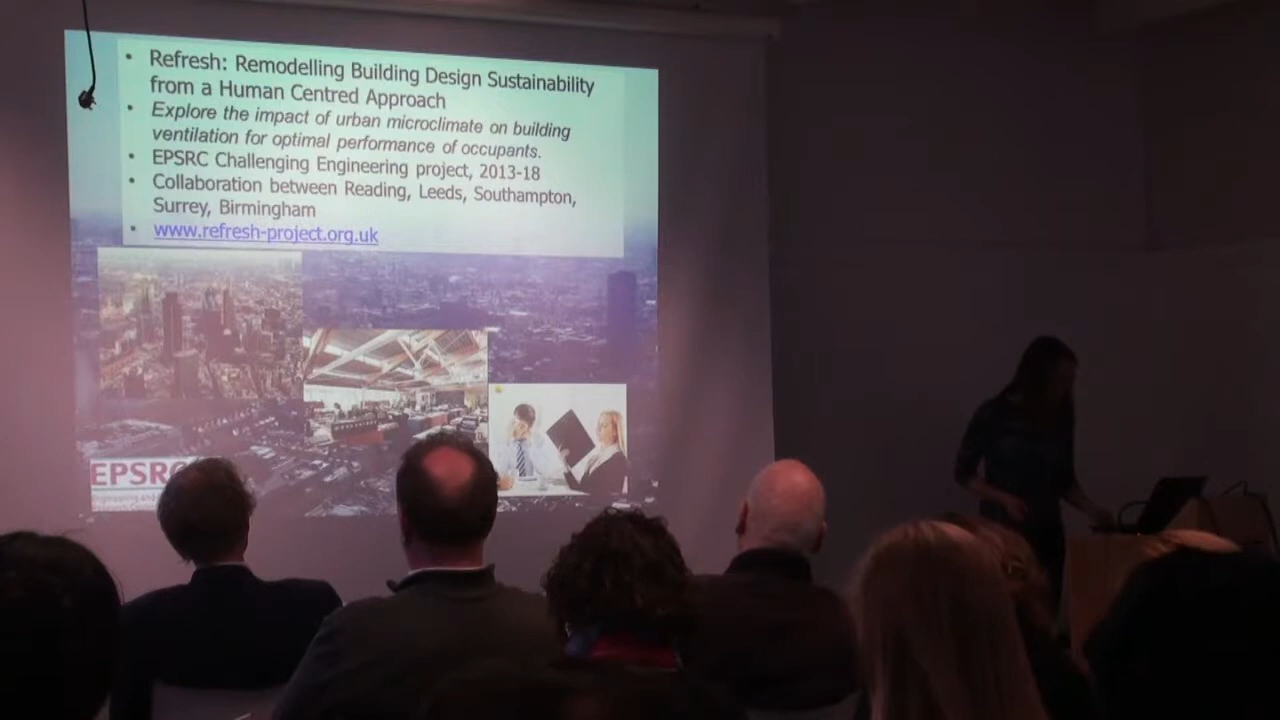 • Refresh: Remodelling Building Design Sustainability
from a Human Centred Approach
• Explore the impact of urban microclimate on building
ventilation for optimal performance of occupants.
• EPSRC Challenging Engineering project, 2013-18
• Collaboration between Reading, Leeds, Southampton,
Surrey, Birmingham
• www.refresh-project.org.uk
EPSRC